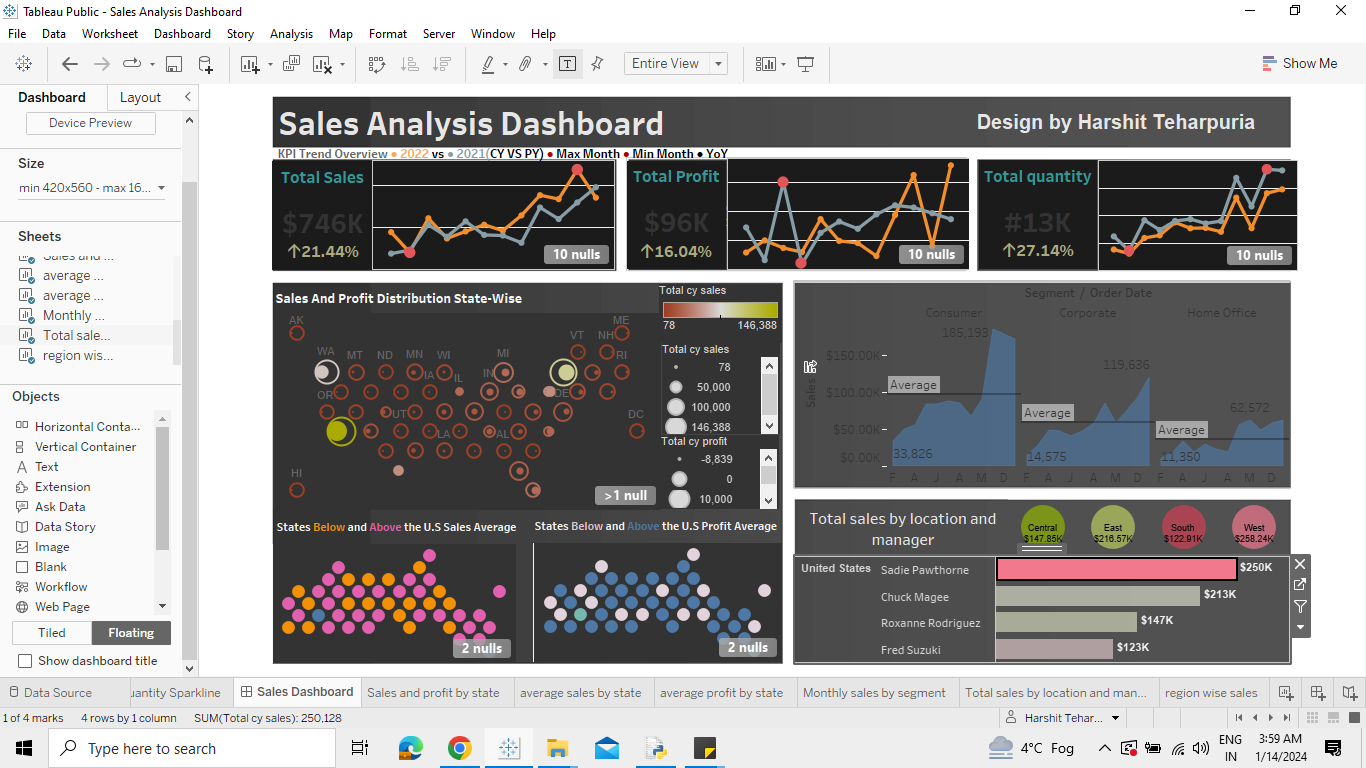 Tableau Public - Sales Analysis Dashboard
File Data Worksheet Dashboard Story Analysis Map Format Server Window Help
Entire View
Show Me
Dashboard Layout
Device Preview
Size
min 420x560 - max 16...
Sheets
Sales and ...
average ...
average ...
Monthly ...
Total sale...
region wis...
Objects
Horizontal Conta...
Vertical Container
Text
Extension
Ask Data
Data Story
Image
Blank
Workflow
Web Page
Tiled Floating
Show dashboard title
Sales Analysis Dashboard
Design by Harshit Teharpuria
KPI Trend Overview • 2022 vs • 2021(CY VS PY) • Max Month • Min Month • YoY
Total Sales
$746K
↑21.44%
10 nulls
Total Profit
$96K
↑16.04%
10 nulls
Total quantity
#13K
↑27.14%
10 nulls
Sales And Profit Distribution State-Wise
AK ME
VT NH
WA MT ND MN WI MI RI
IA IL IN
OR DE
UT DC
LA AL
HI
>1 null
Total cy sales
78 146,388
Total cy sales
78
50,000
100,000
146,388
Total cy profit
-8,839
0
10,000
States Below and Above the U.S Sales Average
2 nulls
States Below and Above the U.S Profit Average
2 nulls
Segment / Order Date
Consumer Corporate Home Office
185,193
$150.00K
119,636
$100.00K
Average
Average
62,572
$50.00K
Average
$0.00K
33,826 14,575 11,350
Sales
F A J A M D F A J A M D F A J A M D
Total sales by location and
manager
Central
$147.85K
East
$216.57K
South
$122.91K
West
$258.24K
United States
Sadie Pawthorne $250K
Chuck Magee $213K
Roxanne Rodriguez $147K
Fred Suzuki $123K
Data Source uantity Sparkline Sales Dashboard Sales and profit by state average sales by state average profit by state Monthly sales by segment Total sales by location and man... region wise sales
1 of 4 marks 4 rows by 1 column SUM(Total cy sales): 250,128
Harshit Tehar...
Type here to search
4°C Fog
ENG
IN
3:59 AM
1/14/2024